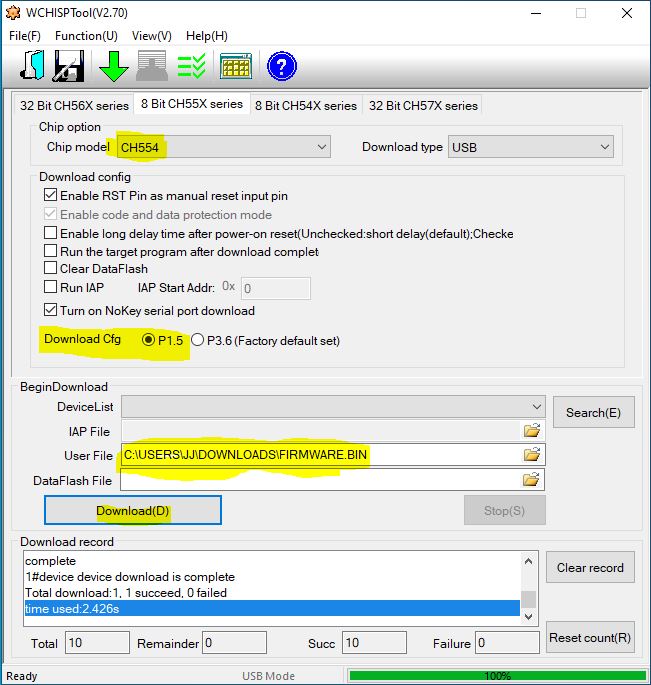 WCHISPTool(V2.70)
File(F) Function(U) View(V) Help(H)
?
32 Bit CH56X series 8 Bit CH55X series 8 Bit CH54X series 32 Bit CH57X series
Chip option
Chip model CH554 Download type USB
Download config
Enable RST Pin as manual reset input pin
Enable code and data protection mode
Enable long delay time after power-on reset(Unchecked:short delay(default);Checke
Run the target program after download complet
Clear DataFlash
Run IAP IAP Start Addr: 0x 0
Turn on NoKey serial port download
Download Cfg P1.5 P3.6 (Factory default set)
BeginDownload
DeviceList Search(E)
IAP File
User File C:\USERS\JJ\DOWNLOADS\FIRMWARE.BIN
DataFlash File
Download(D) Stop(S)
Download record
complete
1#device device download is complete
Total download:1, 1 succeed, 0 failed
time used:2.426s
Clear record
Total 10 Remainder 0 Succ 10 Failure 0 Reset count(R)
Ready USB Mode 100%